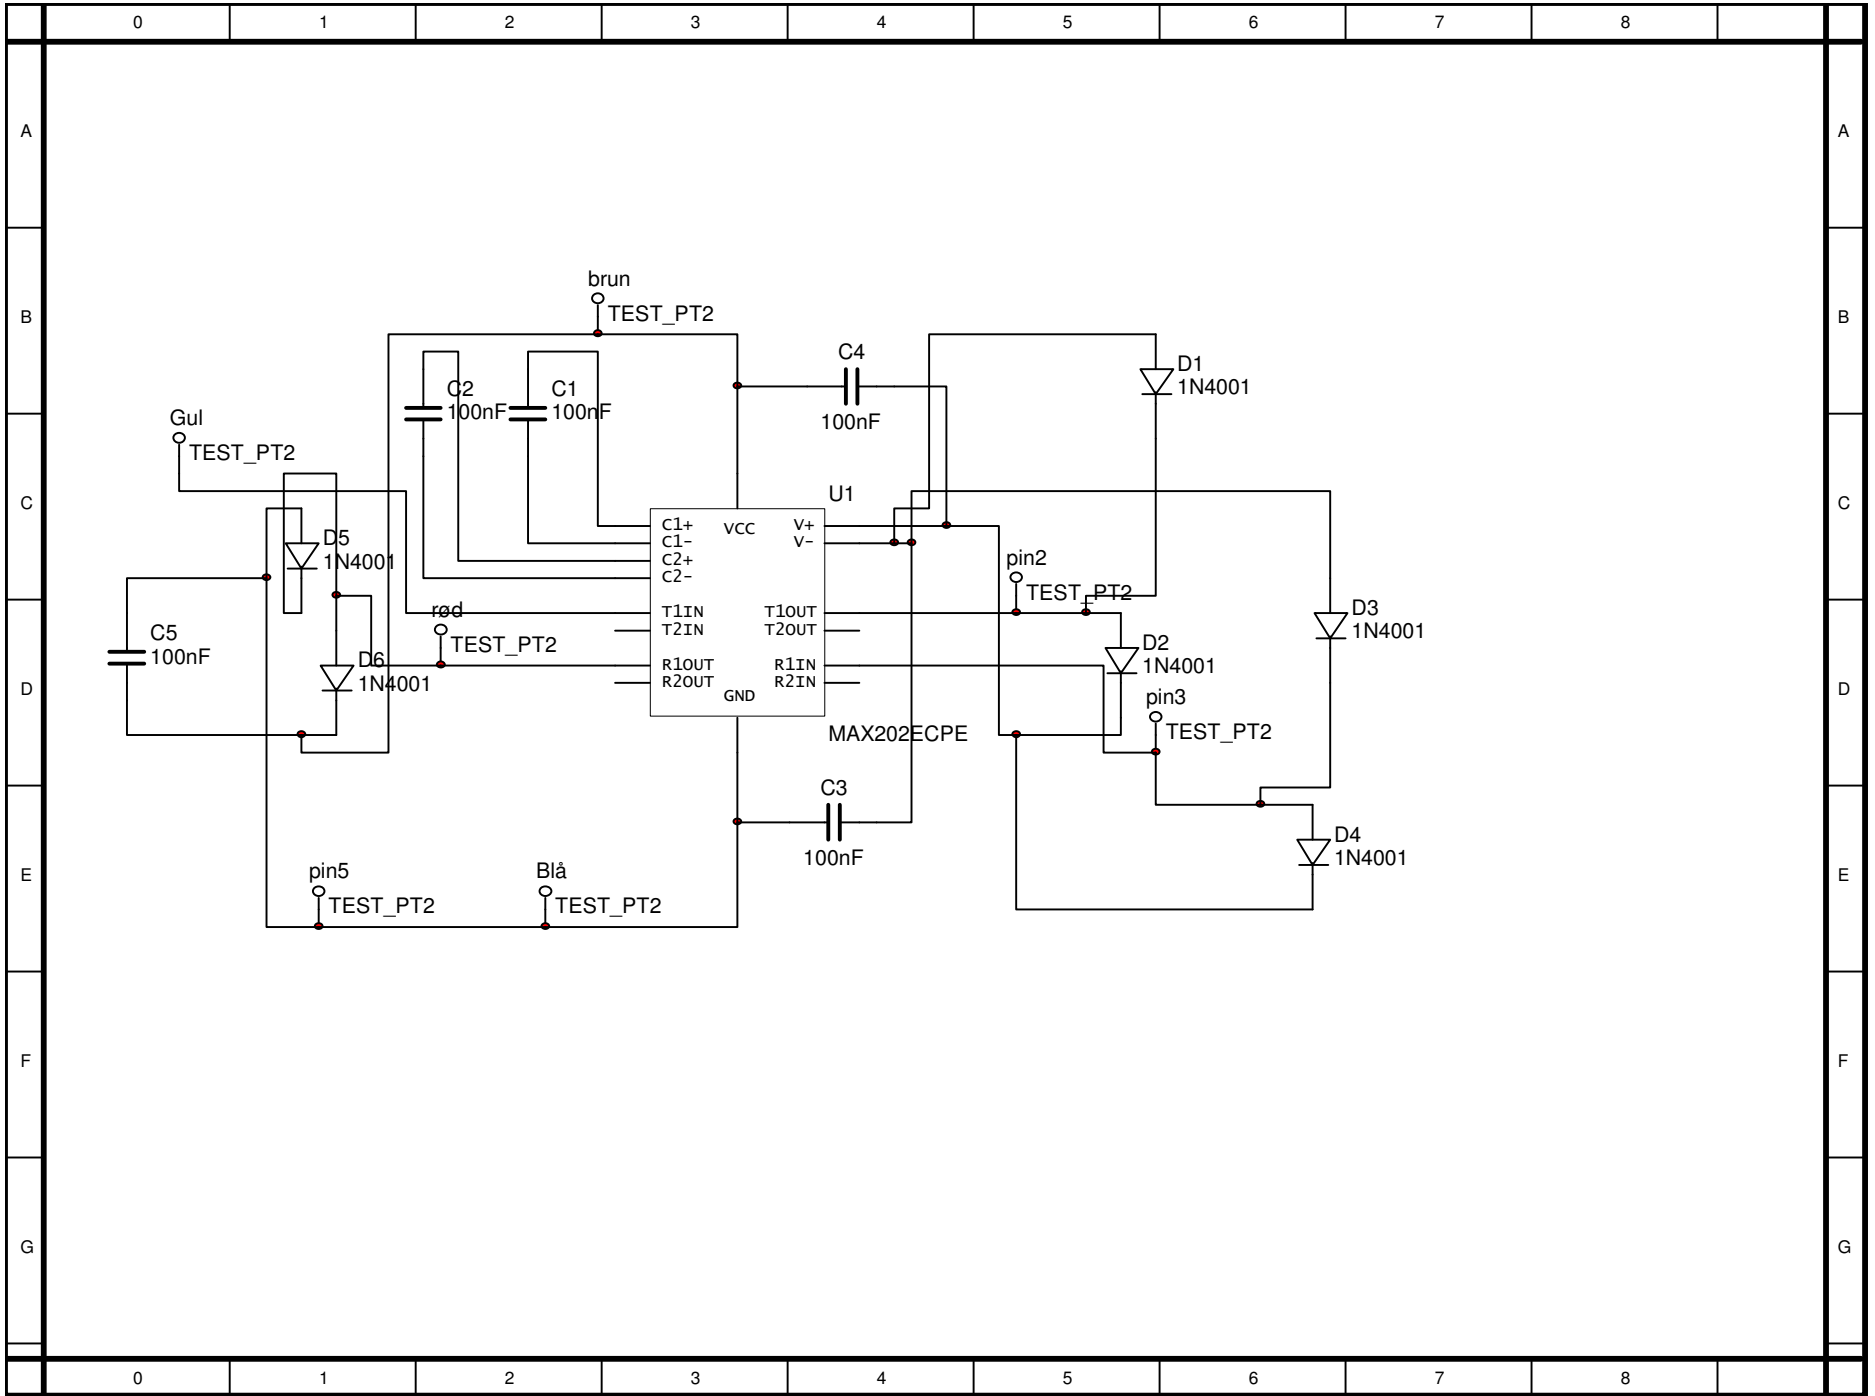 0 1 2 3 4 5 6 7 8
A A
brun
B TEST_PT2 B
C4
D1
1N4001
C2 C1
100nF 100nF
100nF
Gul
TEST_PT2
U1
C C
C1+ VCC V+
C1- V-
C2+
C2-
D5
1N4001
pin2
TEST_PT2
rød
TEST_PT2
T1IN T1OUT
T2IN T2OUT
R1OUT R1IN
R2OUT R2IN
GND
D3
1N4001
C5
100nF
D2
1N4001
D6
1N4001
D D
pin3
TEST_PT2
MAX202ECPE
C3
100nF
D4
1N4001
pin5
TEST_PT2
Blå
TEST_PT2
E E
F F
G G
0 1 2 3 4 5 6 7 8